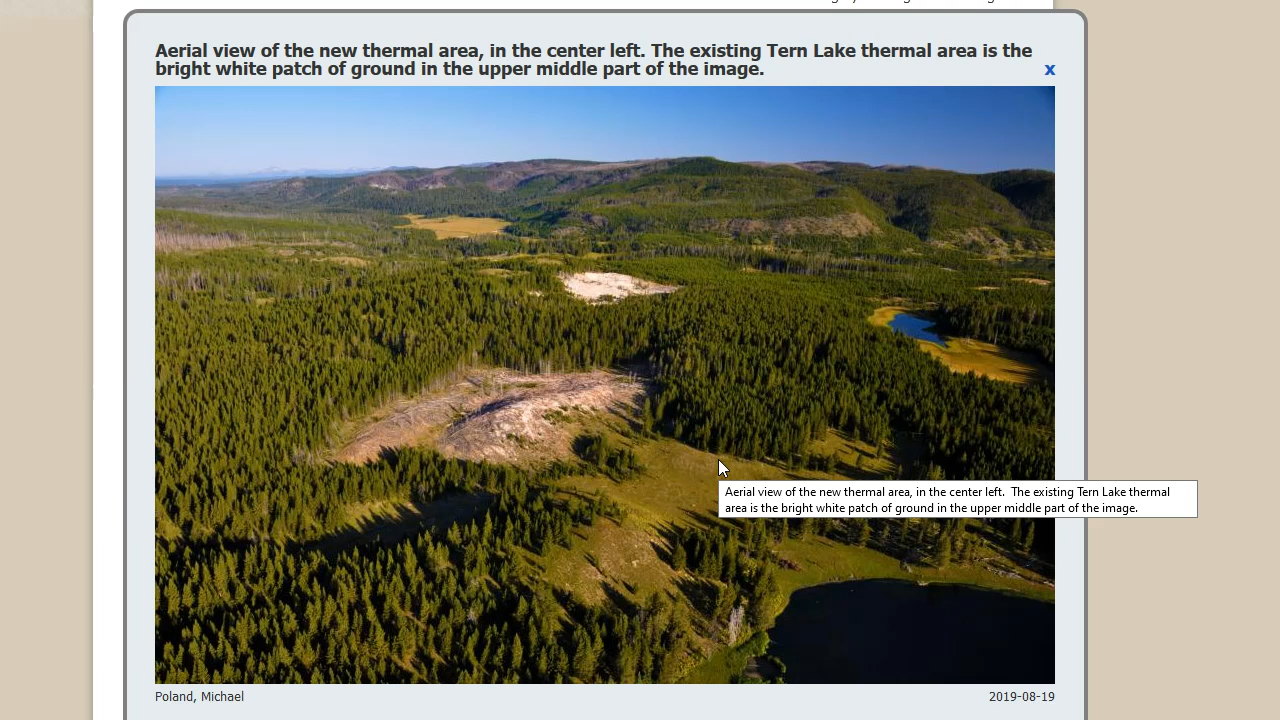 Aerial view of the new thermal area, in the center left. The existing Tern Lake thermal area is the
bright white patch of ground in the upper middle part of the image.
x
Aerial view of the new thermal area, in the center left.  The existing Tern Lake thermal
area is the bright white patch of ground in the upper middle part of the image.
Poland, Michael
2019-08-19